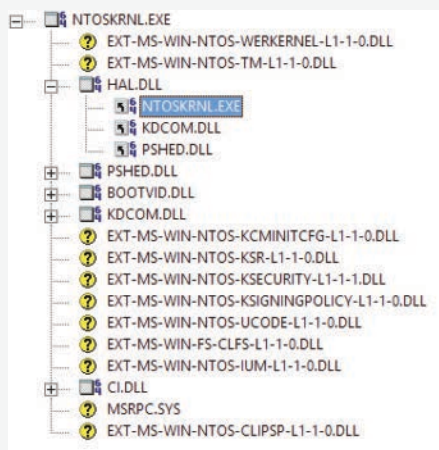 NTOSKRNL.EXE
EXT-MS-WIN-NTOS-WERKERNEL-L1-1-0.DLL
EXT-MS-WIN-NTOS-TM-L1-1-0.DLL
HAL.DLL
NTOSKRNL.EXE
KDCOM.DLL
PSHED.DLL
PSHED.DLL
BOOTVID.DLL
KDCOM.DLL
EXT-MS-WIN-NTOS-KCMINITCFG-L1-1-0.DLL
EXT-MS-WIN-NTOS-KSR-L1-1-0.DLL
EXT-MS-WIN-NTOS-KSECURITY-L1-1-1.DLL
EXT-MS-WIN-NTOS-KSIGNINGPOLICY-L1-1-0.DLL
EXT-MS-WIN-NTOS-UCODE-L1-1-0.DLL
EXT-MS-WIN-FS-CLFS-L1-1-0.DLL
EXT-MS-WIN-NTOS-IUM-L1-1-0.DLL
CI.DLL
MSRPC.SYS
EXT-MS-WIN-NTOS-CLIPSP-L1-1-0.DLL